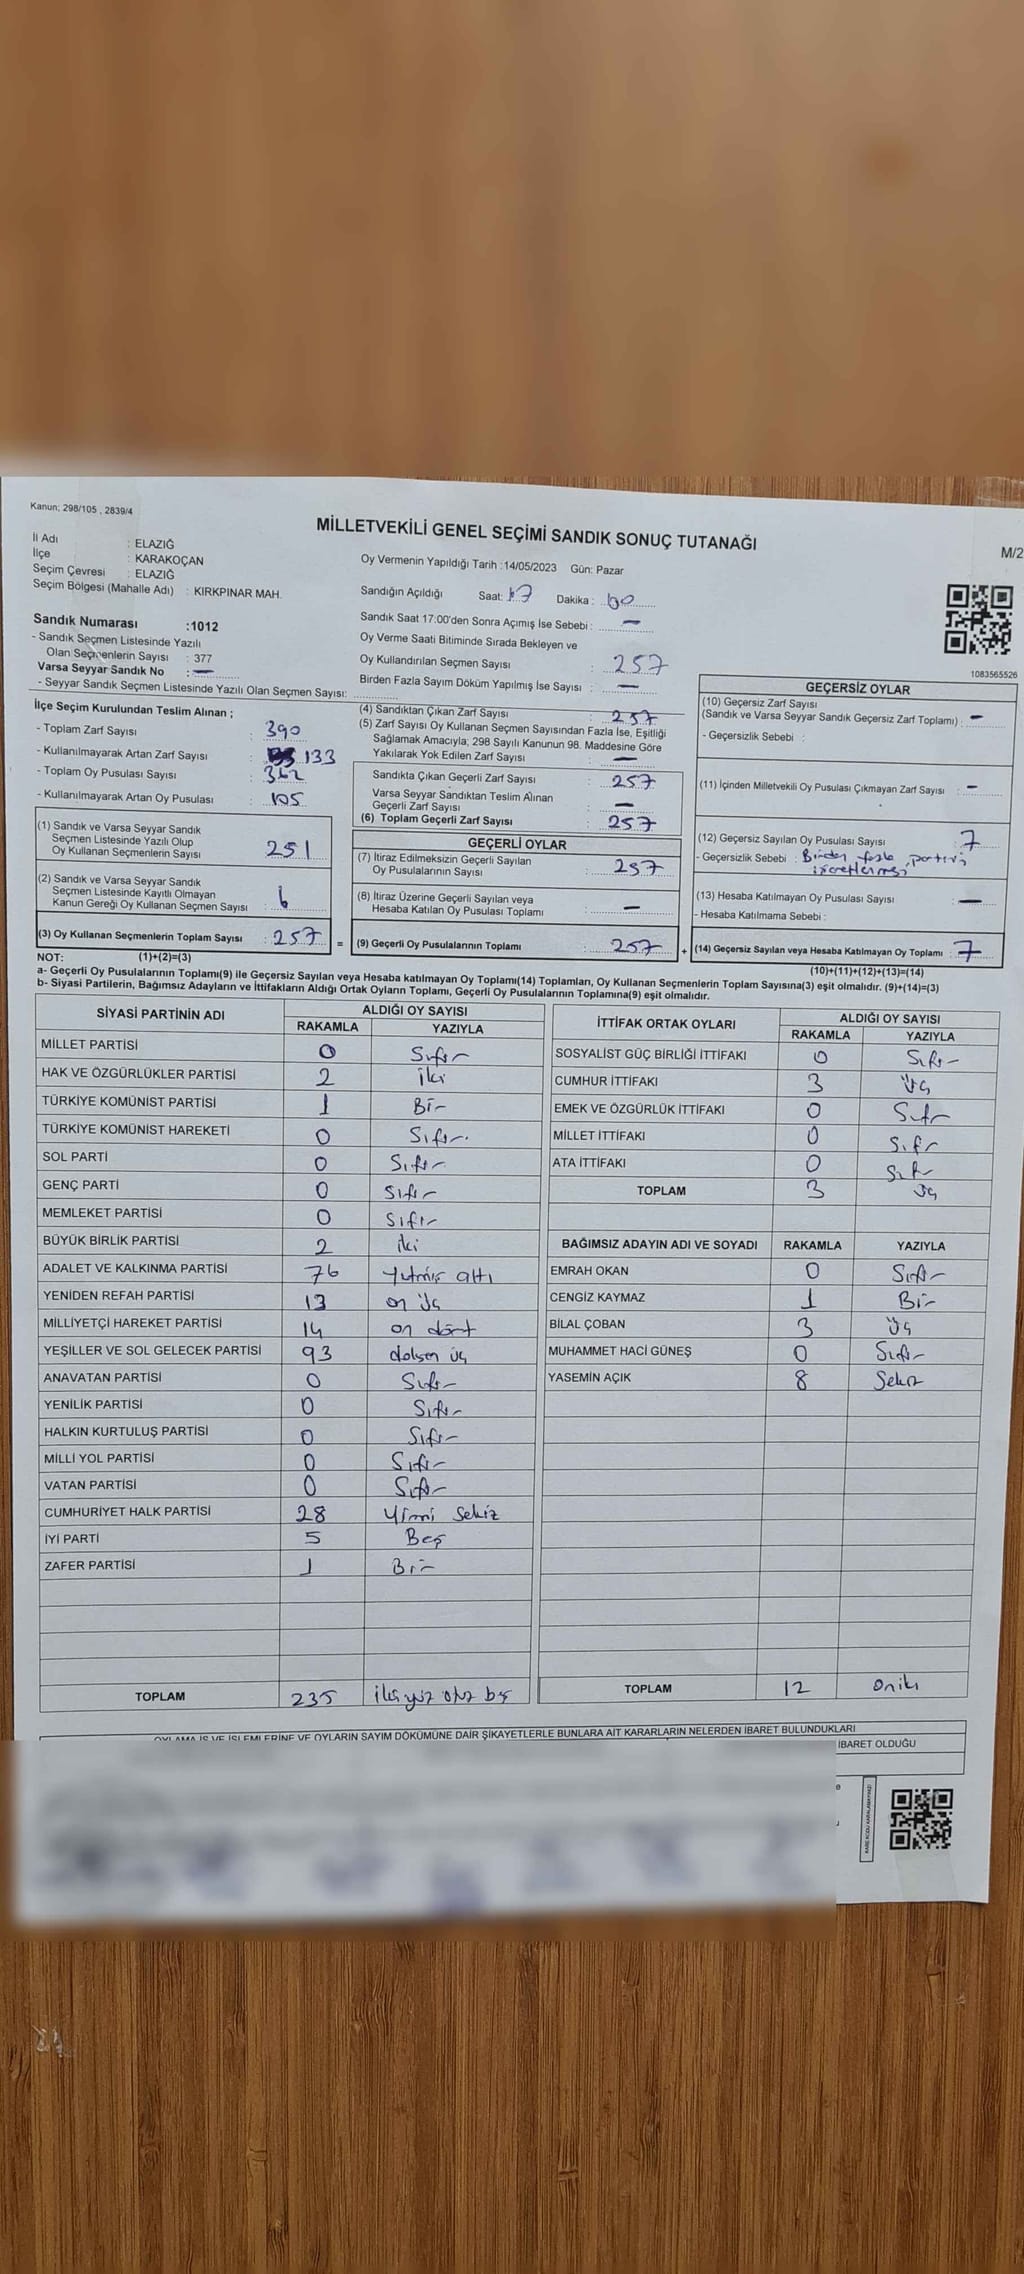 Kanun; 298/105 , 2839/4
MİLLETVEKİLİ GENEL SEÇİMİ SANDIK SONUÇ TUTANAĞI
M/2
İl Adı : ELAZIĞ
İlçe : KARAKOÇAN
Seçim Çevresi : ELAZIĞ
Seçim Bölgesi (Mahalle Adı) : KIRKPINAR MAH.
Sandık Numarası :1012
- Sandık Seçmen Listesinde Yazılı
Olan Seçmenlerin Sayısı : 377
Varsa Seyyar Sandık No : —
- Seyyar Sandık Seçmen Listesinde Yazılı Olan Seçmen Sayısı:
Oy Vermenin Yapıldığı Tarih :14/05/2023 Gün: Pazar
Sandığın Açıldığı Saat: 17 Dakika :
Sandık Saat 17:00'den Sonra Açımış İse Sebebi : —
Oy Verme Saati Bitiminde Sırada Bekleyen ve
Oy Kullandırılan Seçmen Sayısı : 257
Birden Fazla Sayım Döküm Yapılmış İse Sayısı : —
1083565526
İlçe Seçim Kurulundan Teslim Alınan ;
- Toplam Zarf Sayısı : 390
- Kullanılmayarak Artan Zarf Sayısı : 133
- Toplam Oy Pusulası Sayısı : 362
- Kullanılmayarak Artan Oy Pusulası : 105
(1) Sandık ve Varsa Seyyar Sandık
Seçmen Listesinde Yazılı Olup
Oy Kullanan Seçmenlerin Sayısı : 251
(2) Sandık ve Varsa Seyyar Sandık
Seçmen Listesinde Kayıtlı Olmayan
Kanun Gereği Oy Kullanan Seçmen Sayısı : 6
(3) Oy Kullanan Seçmenlerin Toplam Sayısı : 257
(4) Sandıktan Çıkan Zarf Sayısı : 257
(5) Zarf Sayısı Oy Kullanan Seçmen Sayısından Fazla İse, Eşitliği
Sağlamak Amacıyla; 298 Sayılı Kanunun 98. Maddesine Göre
Yakılarak Yok Edilen Zarf Sayısı : —
Sandıkta Çıkan Geçerli Zarf Sayısı : 257
Varsa Seyyar Sandıktan Teslim Alınan
Geçerli Zarf Sayısı : —
(6) Toplam Geçerli Zarf Sayısı : 257
GEÇERLİ OYLAR
(7) İtiraz Edilmeksizin Geçerli Sayılan
Oy Pusulalarının Sayısı : 257
(8) İtiraz Üzerine Geçerli Sayılan veya
Hesaba Katılan Oy Pusulası Toplamı : —
= (9) Geçerli Oy Pusulalarının Toplamı : 257
GEÇERSİZ OYLAR
(10) Geçersiz Zarf Sayısı
(Sandık ve Varsa Seyyar Sandık Geçersiz Zarf Toplamı) : —
- Geçersizlik Sebebi :
(11) İçinden Milletvekili Oy Pusulası Çıkmayan Zarf Sayısı : —
(12) Geçersiz Sayılan Oy Pusulası Sayısı : 7
- Geçersizlik Sebebi : Birden fazla partiyi
işaretlemesi
(13) Hesaba Katılmayan Oy Pusulası Sayısı : —
- Hesaba Katılmama Sebebi :
+ (14) Geçersiz Sayılan veya Hesaba Katılmayan Oy Toplamı : 7
NOT: (1)+(2)=(3)
(10)+(11)+(12)+(13)=(14)
a- Geçerli Oy Pusulalarının Toplamı(9) ile Geçersiz Sayılan veya Hesaba katılmayan Oy Toplamı(14) Toplamları, Oy Kullanan Seçmenlerin Toplam Sayısına(3) eşit olmalıdır. (9)+(14)=(3)
b- Siyasi Partilerin, Bağımsız Adayların ve İttifakların Aldığı Ortak Oyların Toplamı, Geçerli Oy Pusulalarının Toplamına(9) eşit olmalıdır.
SİYASİ PARTİNİN ADI ALDIĞI OY SAYISI
RAKAMLA YAZIYLA
MİLLET PARTİSİ 0 Sıfır
HAK VE ÖZGÜRLÜKLER PARTİSİ 2 iki
TÜRKİYE KOMÜNİST PARTİSİ 1 Bir
TÜRKİYE KOMÜNİST HAREKETİ 0 Sıfır
SOL PARTİ 0 Sıfır
GENÇ PARTİ 0 Sıfır
MEMLEKET PARTİSİ 0 Sıfır
BÜYÜK BİRLİK PARTİSİ 2 iki
ADALET VE KALKINMA PARTİSİ 76 yetmiş altı
YENİDEN REFAH PARTİSİ 13 on üç
MİLLİYETÇİ HAREKET PARTİSİ 14 on dört
YEŞİLLER VE SOL GELECEK PARTİSİ 93 doksan üç
ANAVATAN PARTİSİ 0 Sıfır
YENİLİK PARTİSİ 0 Sıfır
HALKIN KURTULUŞ PARTİSİ 0 Sıfır
MİLLİ YOL PARTİSİ 0 Sıfır
VATAN PARTİSİ 0 Sıfır
CUMHURİYET HALK PARTİSİ 28 Yirmi Sekiz
İYİ PARTİ 5 Beş
ZAFER PARTİSİ 1 Bir
TOPLAM 235 ikiyüz otuz beş
İTTİFAK ORTAK OYLARI ALDIĞI OY SAYISI
RAKAMLA YAZIYLA
SOSYALİST GÜÇ BİRLİĞİ İTTİFAKI 0 Sıfır
CUMHUR İTTİFAKI 3 üç
EMEK VE ÖZGÜRLÜK İTTİFAKI 0 Sıfır
MİLLET İTTİFAKI 0 Sıfır
ATA İTTİFAKI 0 Sıfır
TOPLAM 3 üç
BAĞIMSIZ ADAYIN ADI VE SOYADI RAKAMLA YAZIYLA
EMRAH OKAN 0 Sıfır
CENGİZ KAYMAZ 1 Bir
BİLAL ÇOBAN 3 Üç
MUHAMMET HACİ GÜNEŞ 0 Sıfır
YASEMİN AÇIK 8 Sekiz
TOPLAM 12 oniki
OYLAMA İŞ VE İŞLEMLERİNE VE OYLARIN SAYIM DÖKÜMÜNE DAİR ŞİKAYETLERLE BUNLARA AİT KARARLARIN NELERDEN İBARET BULUNDUKLARI
İBARET OLDUĞU